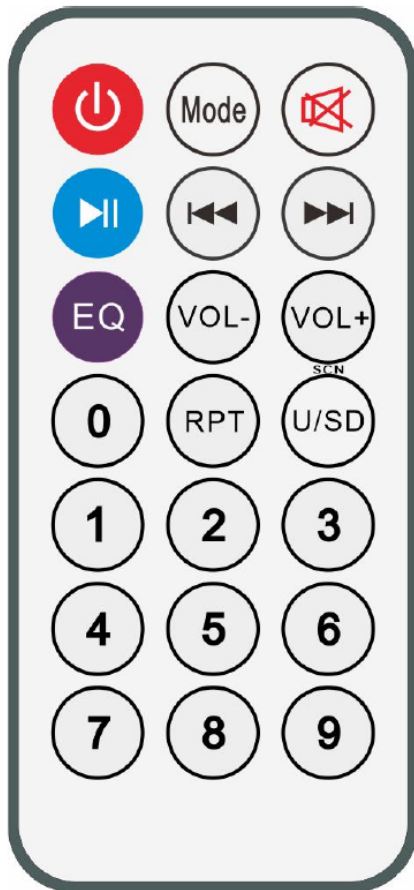 Mode
EQ VOL- VOL+
SCN
0 RPT U/SD
1 2 3
4 5 6
7 8 9